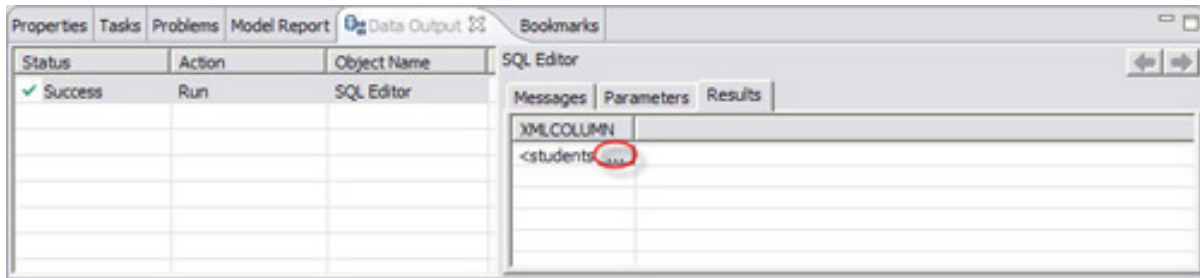 Properties Tasks Problems Model Report Data Output Bookmarks
Status Action Object Name
Success Run SQL Editor
SQL Editor
Messages Parameters Results
XMLCOLUMN
<students ...